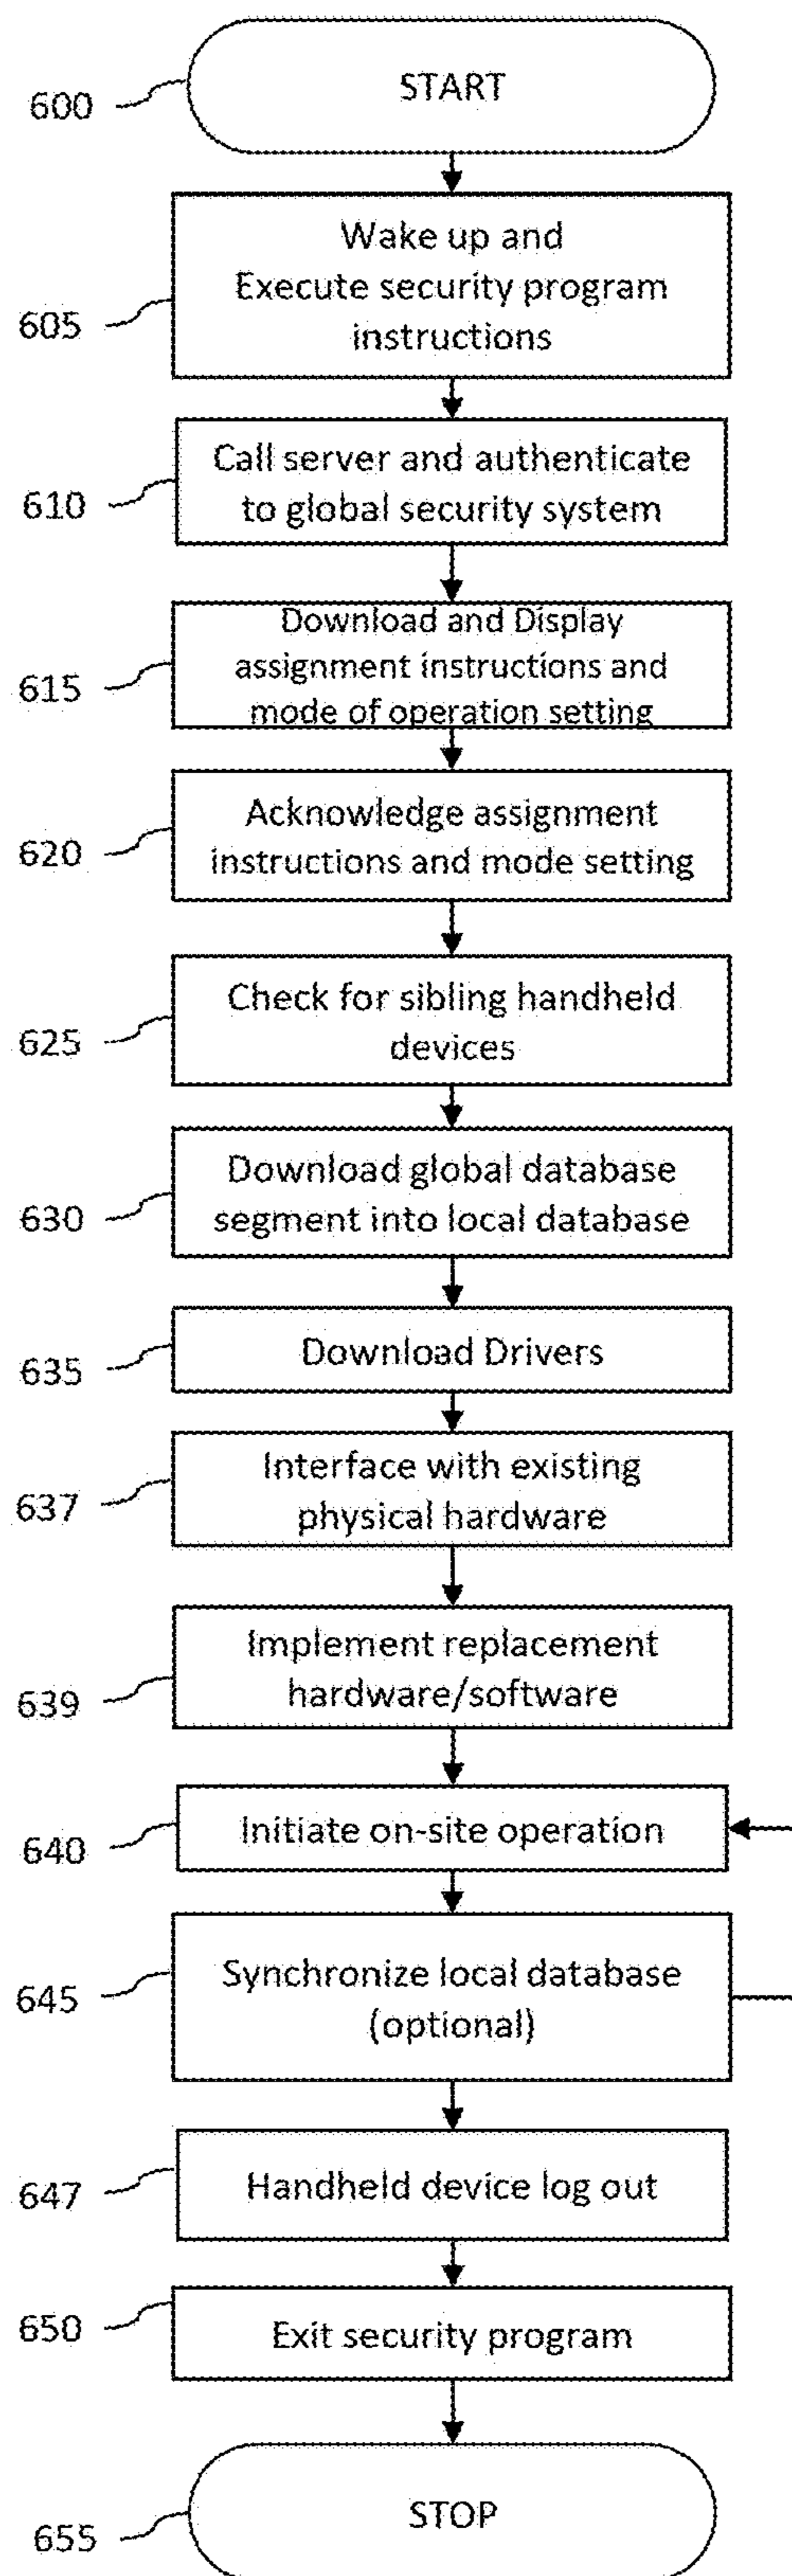 600
START
605
Wake up and
Execute security program
instructions
610
Call server and authenticate
to global security system
615
Download and Display
assignment instructions and
mode of operation setting
620
Acknowledge assignment
instructions and mode setting
625
Check for sibling handheld
devices
630
Download global database
segment into local database
635
Download Drivers
637
Interface with existing
physical hardware
639
Implement replacement
hardware/software
640
Initiate on-site operation
645
Synchronize local database
(optional)
647
Handheld device log out
650
Exit security program
655
STOP